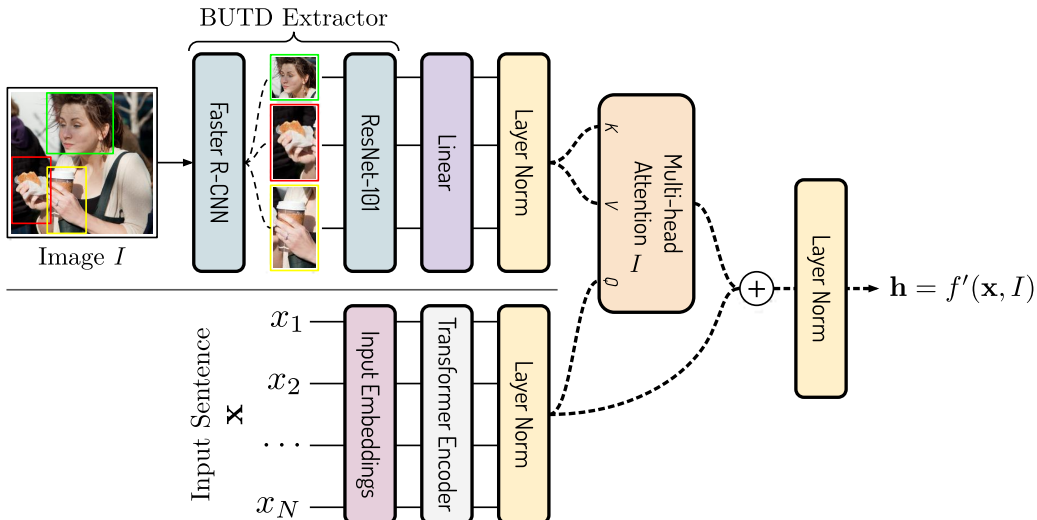 BUTD Extractor
Image I
Faster R-CNN
ResNet-101
Linear
Layer Norm
K
V
Q
Multi-head
Attention
I
Layer Norm
h = f′(x, I)
+
Input Sentence
x
x₁
x₂
...
x_N
Input Embeddings
Transformer Encoder
Layer Norm